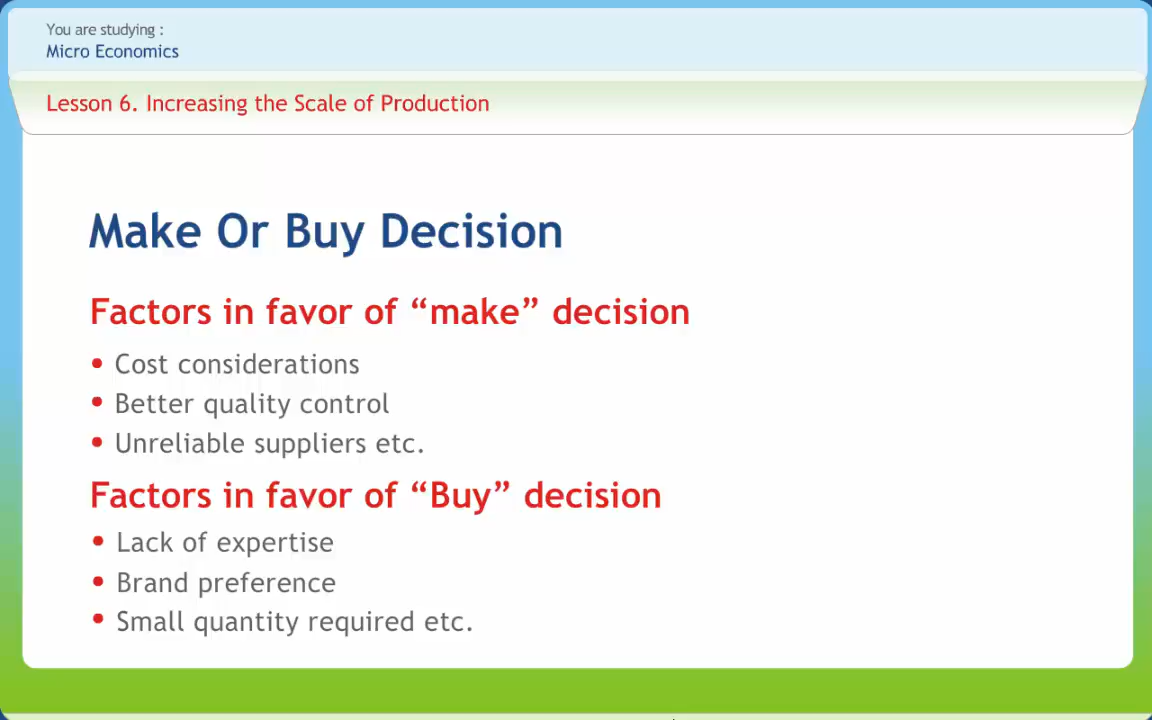 You are studying :
Micro Economics
Lesson 6. Increasing the Scale of Production
Make Or Buy Decision
Factors in favor of “make” decision
• Cost considerations
• Better quality control
• Unreliable suppliers etc.
Factors in favor of “Buy” decision
• Lack of expertise
• Brand preference
• Small quantity required etc.